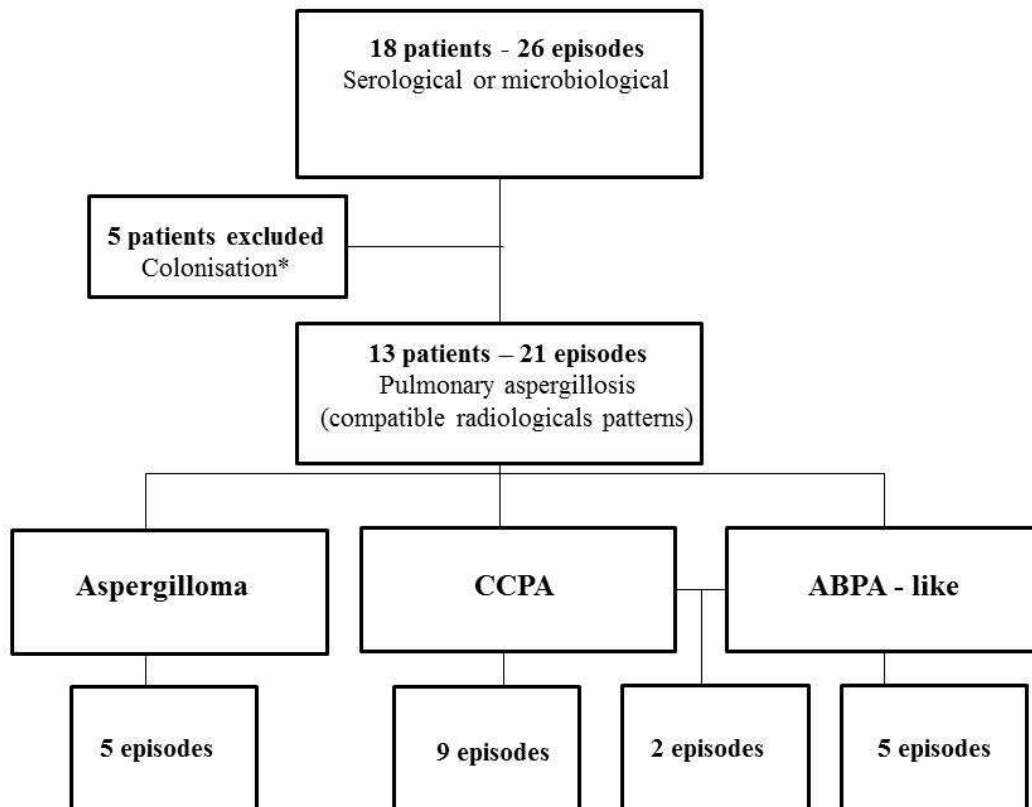 18 patients - 26 episodes
Serological or microbiological
5 patients excluded
Colonisation*
13 patients – 21 episodes
Pulmonary aspergillosis
(compatible radiologicals patterns)
Aspergilloma
CCPA
ABPA - like
5 episodes
9 episodes
2 episodes
5 episodes